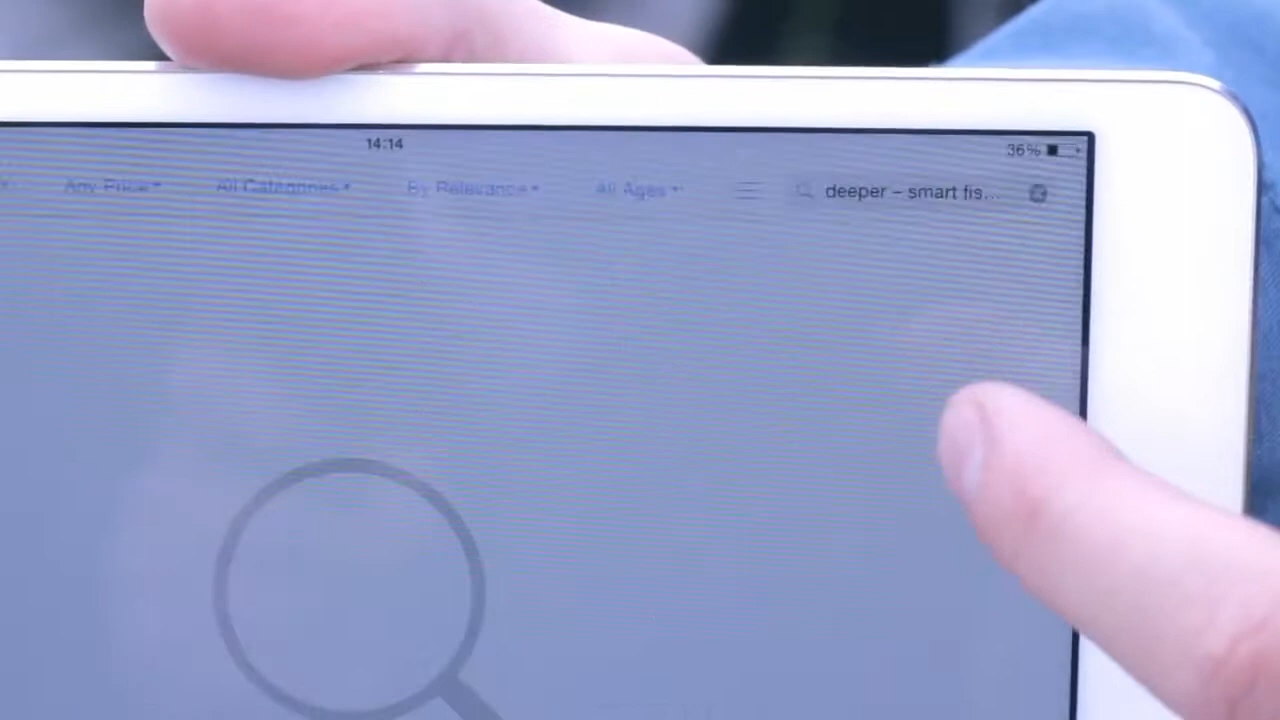 14:14
36%
Any Price
All Categories
By Relevance
All Ages
deeper – smart fis...